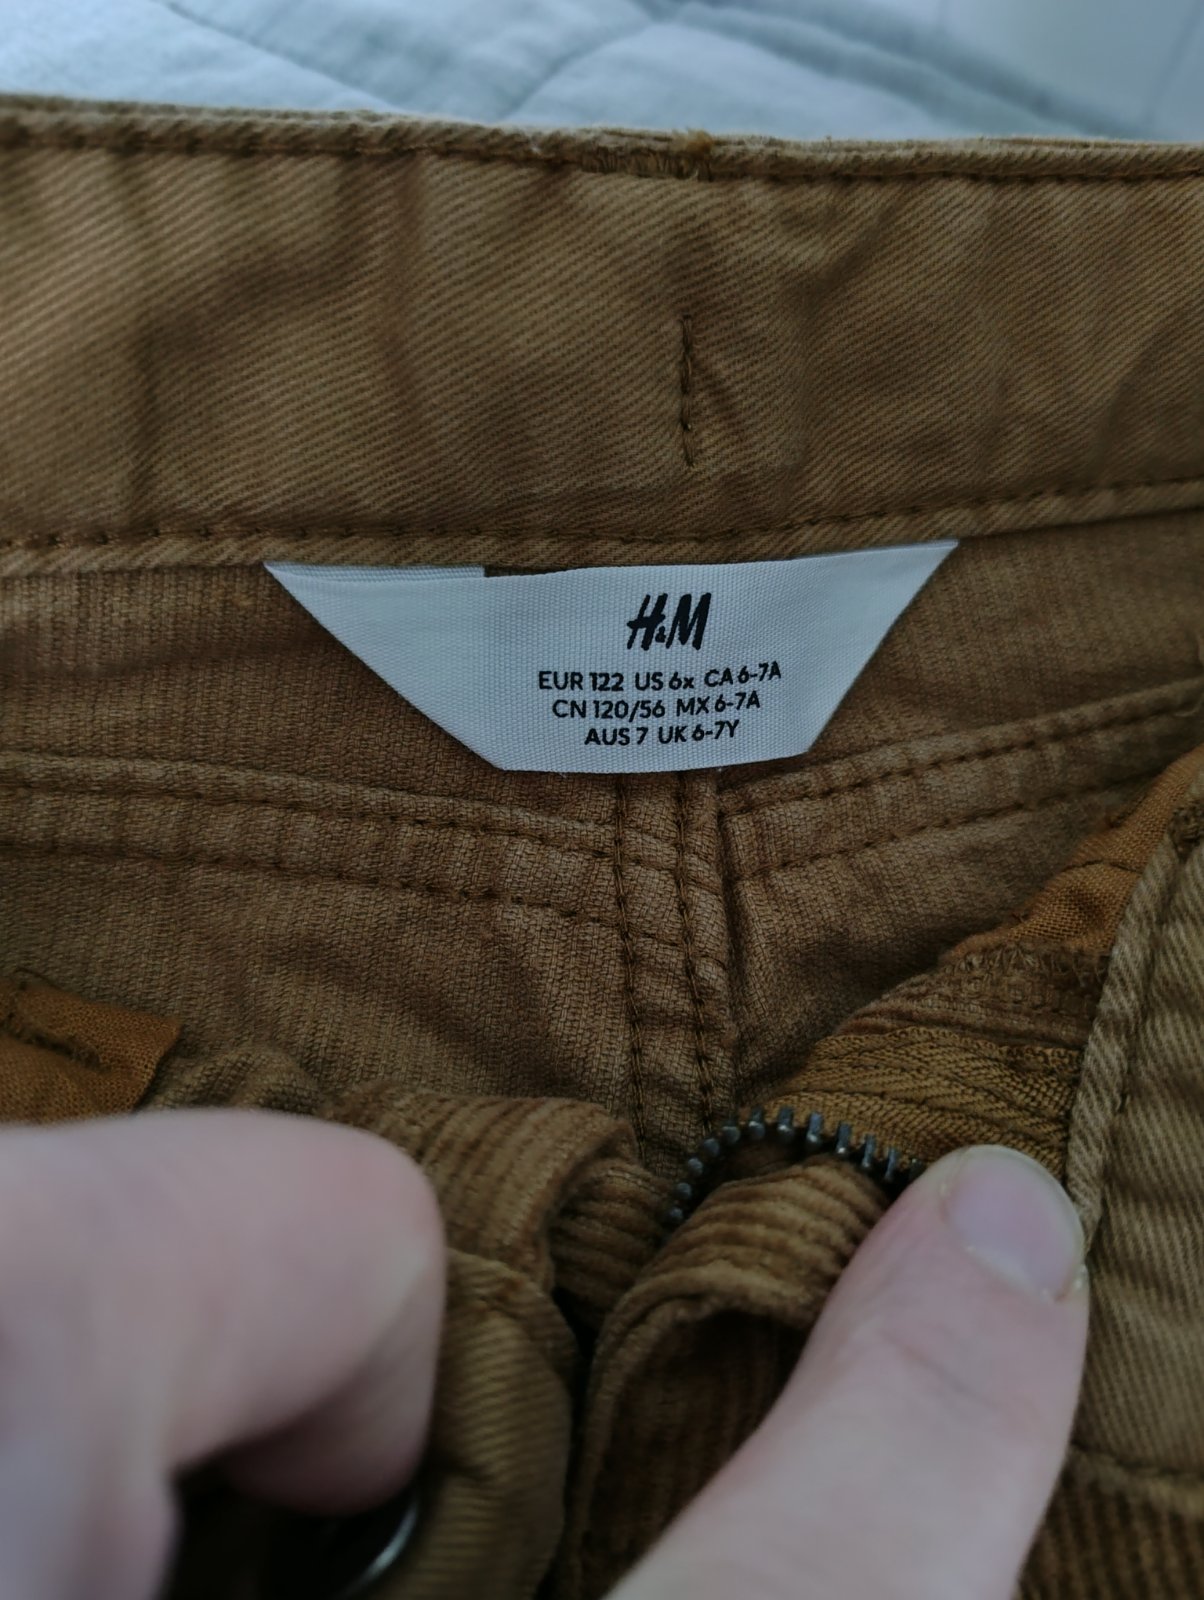 H&M
EUR 122 US 6x CA 6-7A
CN 120/56 MX 6-7A
AUS 7 UK 6-7Y